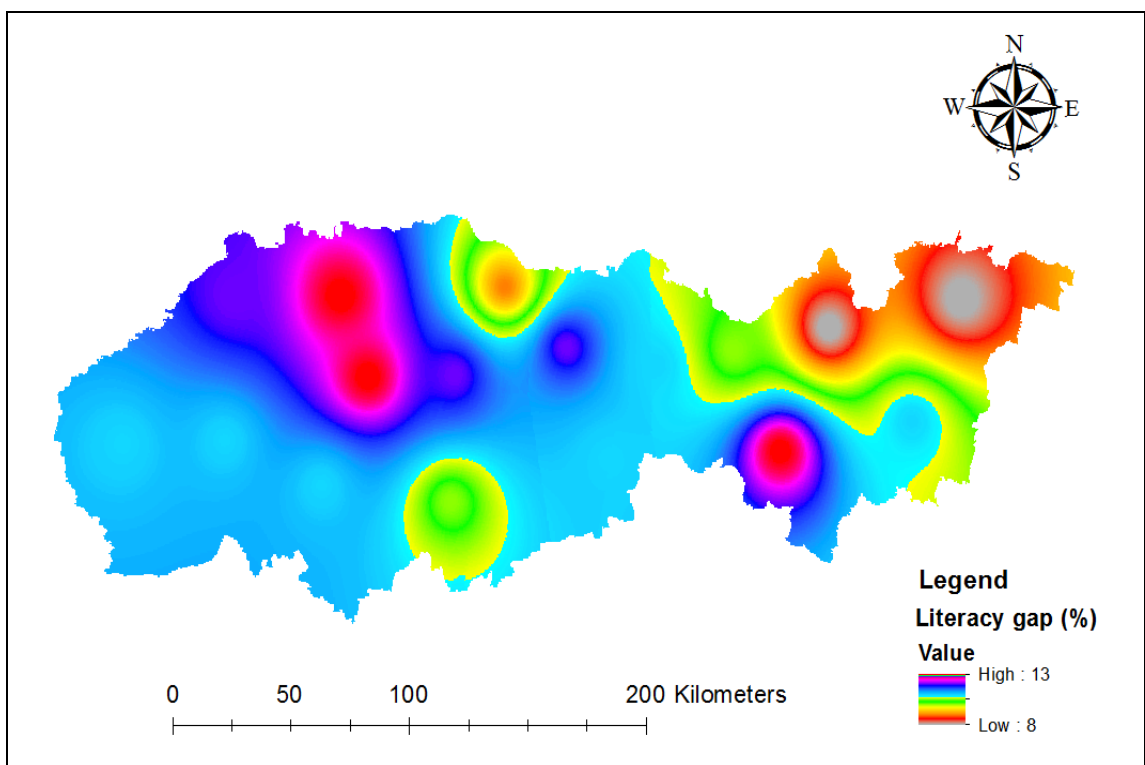 N
W E
S
Legend
Literacy gap (%)
Value
High : 13
Low : 8
0 50 100 200 Kilometers